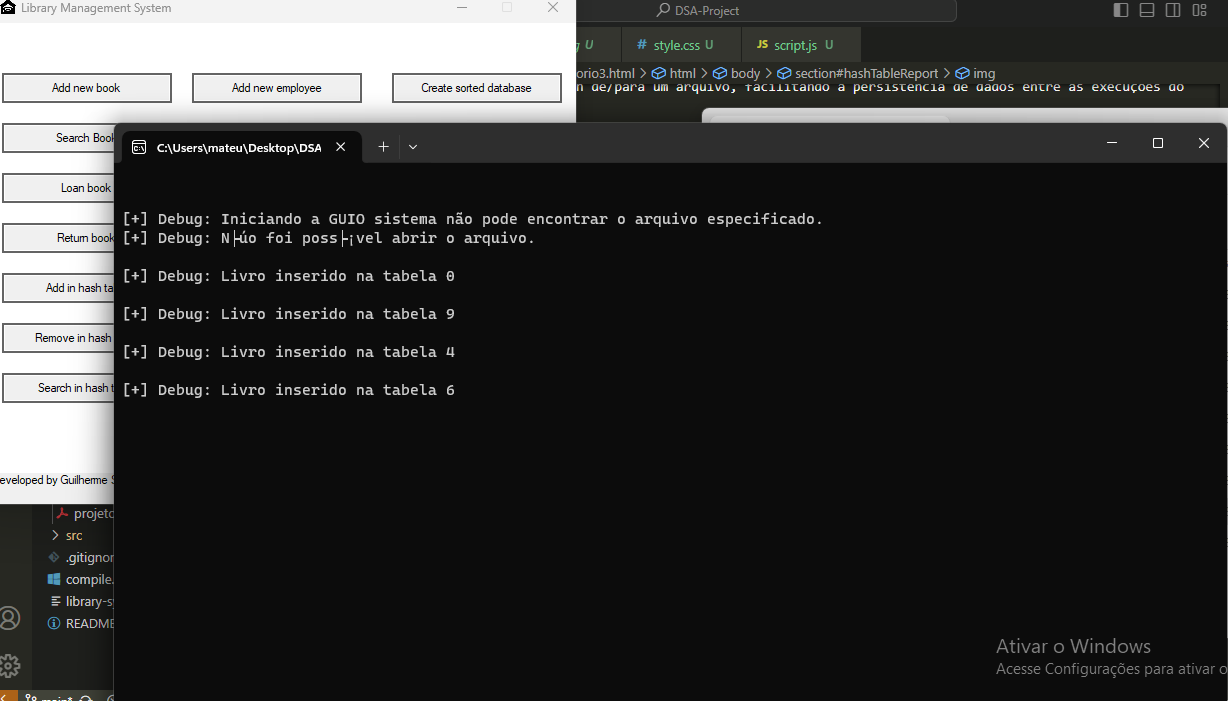 Library Management System
DSA-Project
U
# style.css U
JS script.js U
orio3.html > html > body > section#hashTableReport > img
de/para um arquivo, facilitando a persistência de dados entre as execuções do
Add new book
Add new employee
Create sorted database
Search Book
Loan book
Return book
Add in hash ta
Remove in hash
Search in hash t
eveloped by Guilherme S
C:\Users\mateu\Desktop\DSA
[+] Debug: Iniciando a GUIO sistema não pode encontrar o arquivo especificado.
[+] Debug: N├úo foi poss├¡vel abrir o arquivo.
[+] Debug: Livro inserido na tabela 0
[+] Debug: Livro inserido na tabela 9
[+] Debug: Livro inserido na tabela 4
[+] Debug: Livro inserido na tabela 6
projeto
src
.gitignor
compile.
library-s
README
main*
Ativar o Windows
Acesse Configurações para ativar o